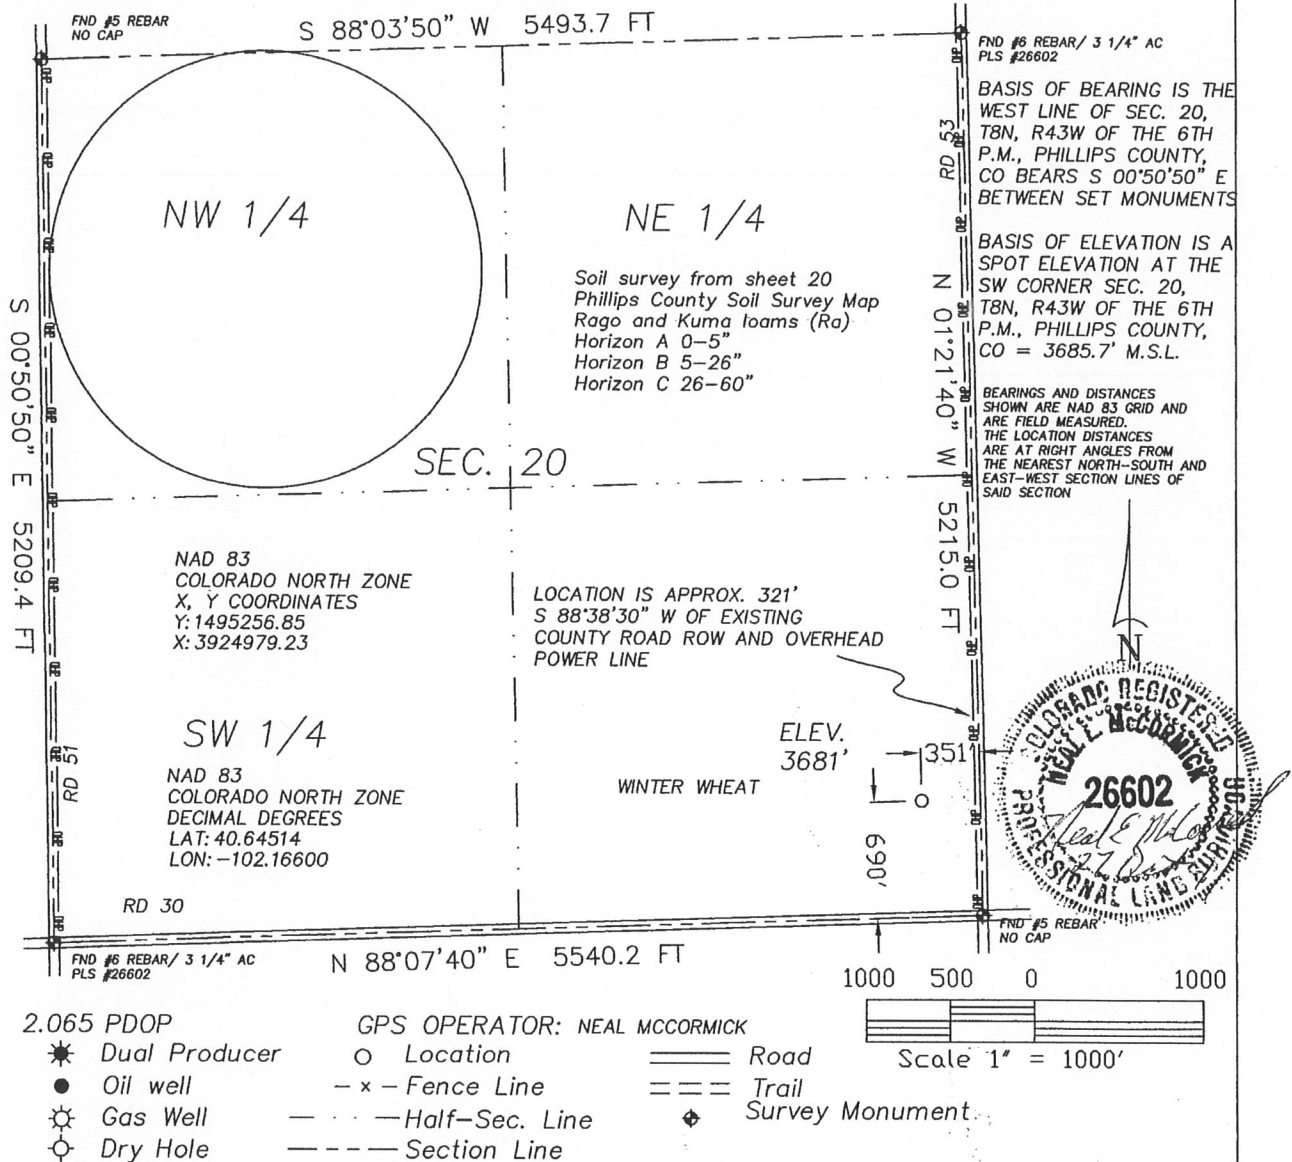 FND #5 REBAR
NO CAP
S 88°03'50" W 5493.7 FT
FND #6 REBAR/ 3 1/4" AC
PLS #26602
BASIS OF BEARING IS THE
WEST LINE OF SEC. 20,
T8N, R43W OF THE 6TH
P.M., PHILLIPS COUNTY,
CO BEARS S 00°50'50" E
BETWEEN SET MONUMENTS
BASIS OF ELEVATION IS A
SPOT ELEVATION AT THE
SW CORNER SEC. 20,
T8N, R43W OF THE 6TH
P.M., PHILLIPS COUNTY,
CO = 3685.7' M.S.L.
BEARINGS AND DISTANCES
SHOWN ARE NAD 83 GRID AND
ARE FIELD MEASURED.
THE LOCATION DISTANCES
ARE AT RIGHT ANGLES FROM
THE NEAREST NORTH-SOUTH AND
EAST-WEST SECTION LINES OF
SAID SECTION
RD 53
N 01°21'40" W 5215.0 FT
S 00°50'50" E 5209.4 FT
NW 1/4
NE 1/4
Soil survey from sheet 20
Phillips County Soil Survey Map
Rago and Kuma loams (Ra)
Horizon A 0-5"
Horizon B 5-26"
Horizon C 26-60"
SEC. 20
NAD 83
COLORADO NORTH ZONE
X, Y COORDINATES
Y: 1495256.85
X: 3924979.23
LOCATION IS APPROX. 321'
S 88°38'30" W OF EXISTING
COUNTY ROAD ROW AND OVERHEAD
POWER LINE
N
SW 1/4
NAD 83
COLORADO NORTH ZONE
DECIMAL DEGREES
LAT: 40.64514
LON: -102.16600
RD 51
ELEV.
3681'
351'
WINTER WHEAT
690'
COLORADO REGISTERED
NEAL E. McCORMICK
26602
PROFESSIONAL LAND
RD 30
FND #5 REBAR
NO CAP
FND #6 REBAR/ 3 1/4" AC
PLS #26602
N 88°07'40" E 5540.2 FT
1000 500 0 1000
Scale 1" = 1000'
2.065 PDOP
GPS OPERATOR: NEAL MCCORMICK
Dual Producer Location Road
Oil well - x - Fence Line Trail
Gas Well Half-Sec. Line Survey Monument
Dry Hole Section Line